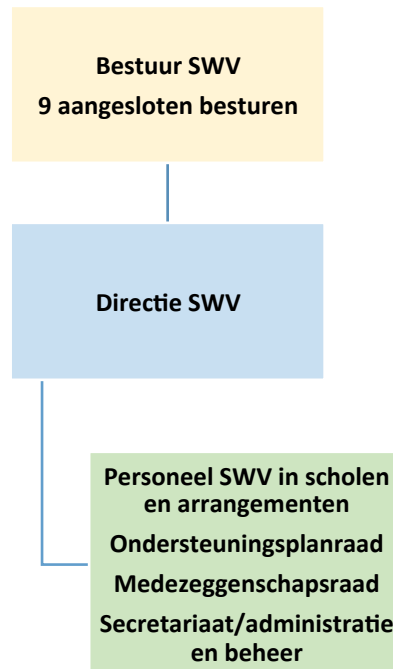 Bestuur SWV
9 aangesloten besturen
Directie SWV
Personeel SWV in scholen
en arrangementen
Ondersteuningsplanraad
Medezeggenschapsraad
Secretariaat/administratie
en beheer